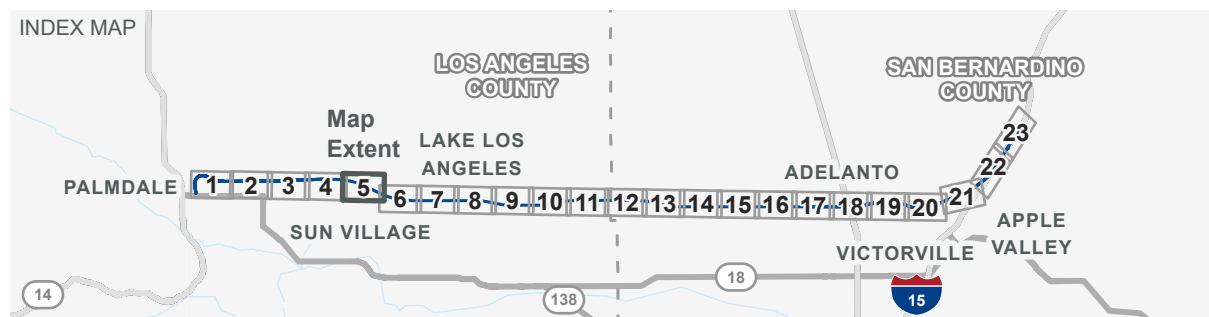 INDEX MAP
LOS ANGELES
COUNTY
SAN BERNARDINO
COUNTY
Map
Extent
LAKE LOS
ANGELES
ADELANTO
PALMDALE
1 2 3 4 5 6 7 8 9 10 11 12 13 14 15 16 17 18 19 20 21 22 23
SUN VILLAGE
APPLE
VALLEY
VICTORVILLE
14
138
18
15